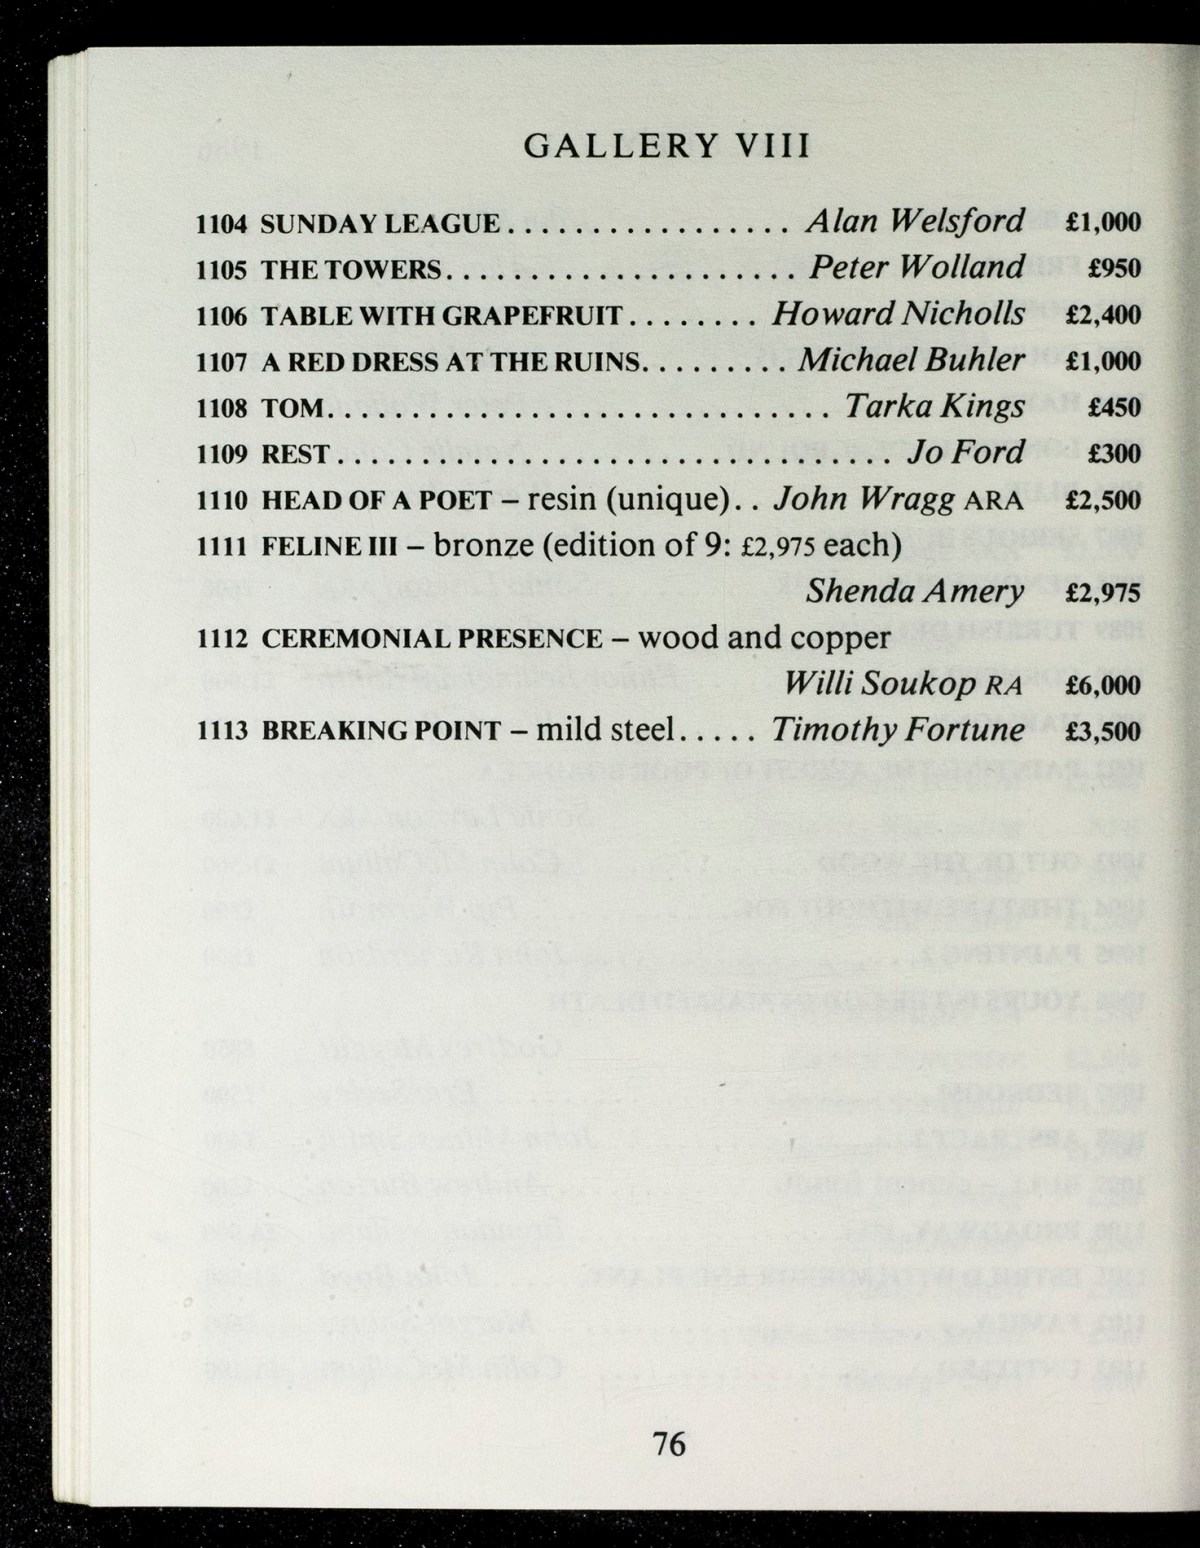 GALLERY VIII
1104 SUNDAY LEAGUE................. Alan Welsford £1,000
1105 THE TOWERS..................... Peter Wolland £950
1106 TABLE WITH GRAPEFRUIT........ Howard Nicholls £2,400
1107 A RED DRESS AT THE RUINS......... Michael Buhler £1,000
1108 TOM.............................. Tarka Kings £450
1109 REST................................. Jo Ford £300
1110 HEAD OF A POET – resin (unique).. John Wragg ARA £2,500
1111 FELINE III – bronze (edition of 9: £2,975 each)
Shenda Amery £2,975
1112 CEREMONIAL PRESENCE – wood and copper
Willi Soukop RA £6,000
1113 BREAKING POINT – mild steel..... Timothy Fortune £3,500
76